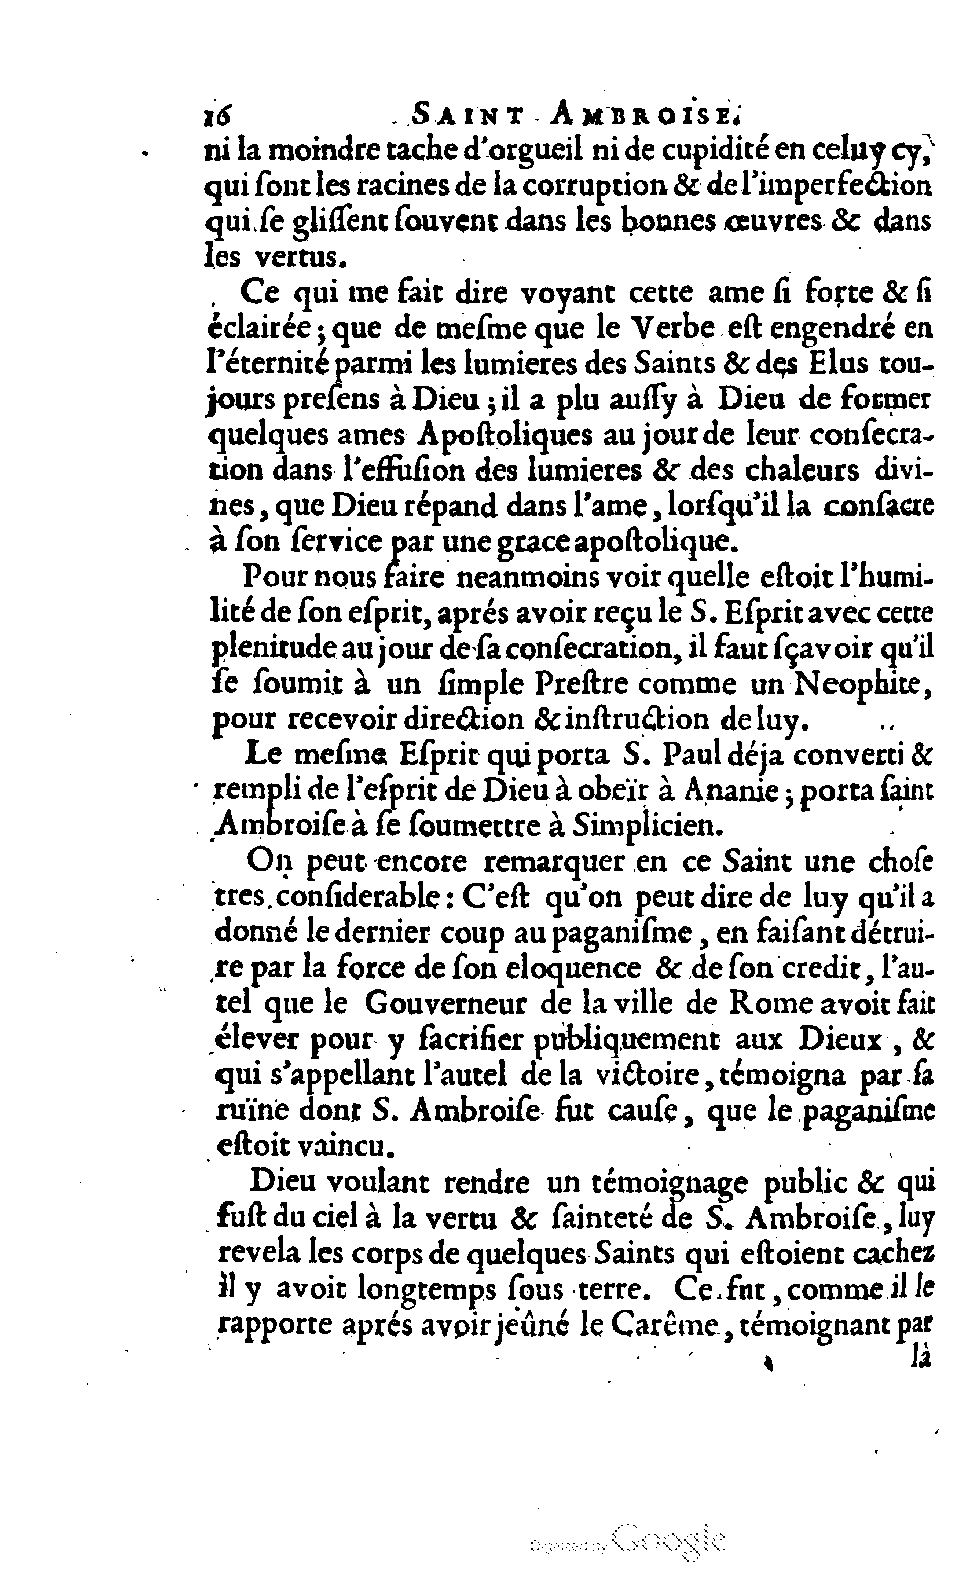 16 SAINT AMBROISE.
ni la moindre tache d'orgueil ni de cupidité en celuy cy,
qui ſont les racines de la corruption & de l'imperfection
qui ſe gliſſent ſouvent dans les bonnes œuvres & dans
les vertus.
Ce qui me fait dire voyant cette ame ſi forte & ſi
éclairée ; que de meſme que le Verbe eſt engendré en
l'éternité parmi les lumieres des Saints & des Elus tou-
jours preſens à Dieu ; il a plu auſſy à Dieu de former
quelques ames Apoſtoliques au jour de leur conſecra-
tion dans l'effuſion des lumieres & des chaleurs divi-
nes, que Dieu répand dans l'ame, lorſqu'il la conſacre
à ſon ſervice par une grace apoſtolique.
Pour nous faire neanmoins voir quelle eſtoit l'humi-
lité de ſon eſprit, aprés avoir reçu le S. Eſprit avec cette
plenitude au jour de ſa conſecration, il faut ſçavoir qu'il
ſe ſoumit à un ſimple Preſtre comme un Neophite,
pour recevoir direction & inſtruction de luy.
Le meſme Eſprit qui porta S. Paul déja converti &
rempli de l'eſprit de Dieu à obeïr à Ananie ; porta ſaint
Ambroiſe à ſe ſoumettre à Simplicien.
On peut encore remarquer en ce Saint une choſe
tres conſiderable : C'eſt qu'on peut dire de luy qu'il a
donné le dernier coup au paganiſme, en faiſant détrui-
re par la force de ſon eloquence & de ſon credit, l'au-
tel que le Gouverneur de la ville de Rome avoit fait
élever pour y ſacrifier publiquement aux Dieux, &
qui s'appellant l'autel de la victoire, témoigna par ſa
ruïne dont S. Ambroiſe fut cauſe, que le paganiſme
eſtoit vaincu.
Dieu voulant rendre un témoignage public & qui
fuſt du ciel à la vertu & ſainteté de S. Ambroiſe, luy
revela les corps de quelques Saints qui eſtoient cachez
il y avoit longtemps ſous terre. Ce fut, comme il le
rapporte aprés avoir jeûné le Carême, témoignant par
là
Digitized by Google